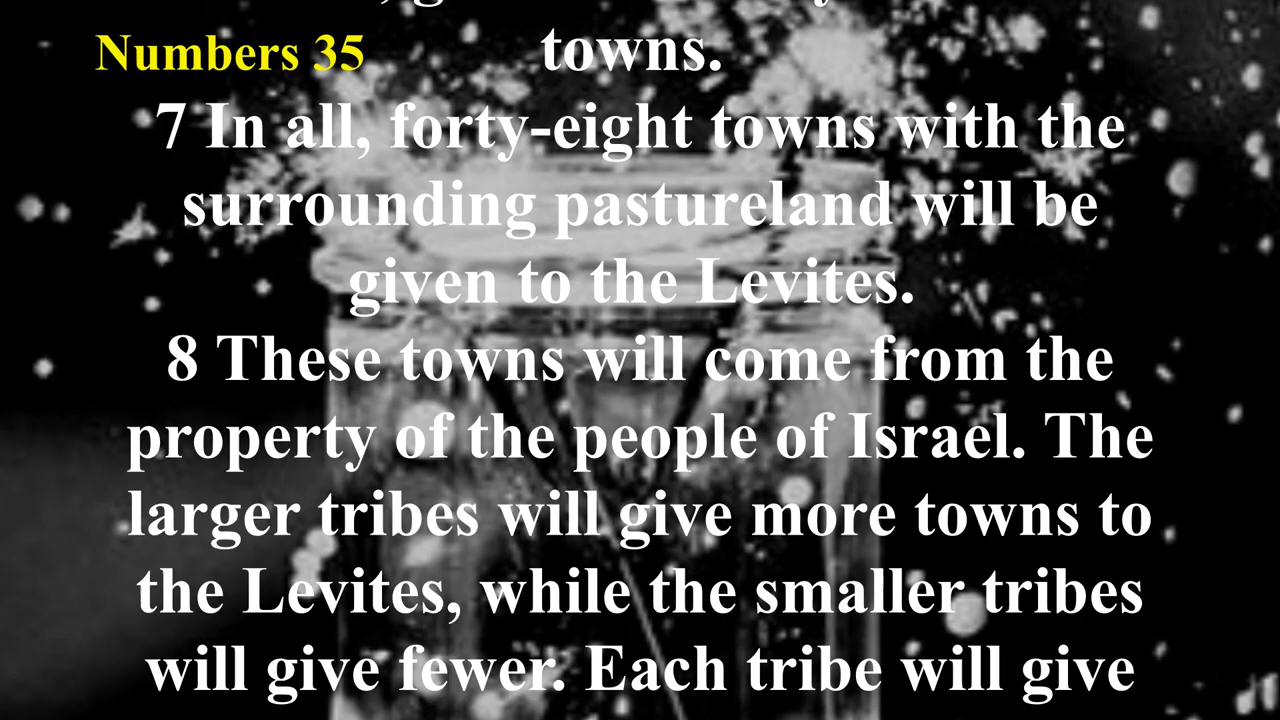 Numbers 35
towns.
7 In all, forty-eight towns with the
surrounding pastureland will be
given to the Levites.
8 These towns will come from the
property of the people of Israel. The
larger tribes will give more towns to
the Levites, while the smaller tribes
will give fewer. Each tribe will give